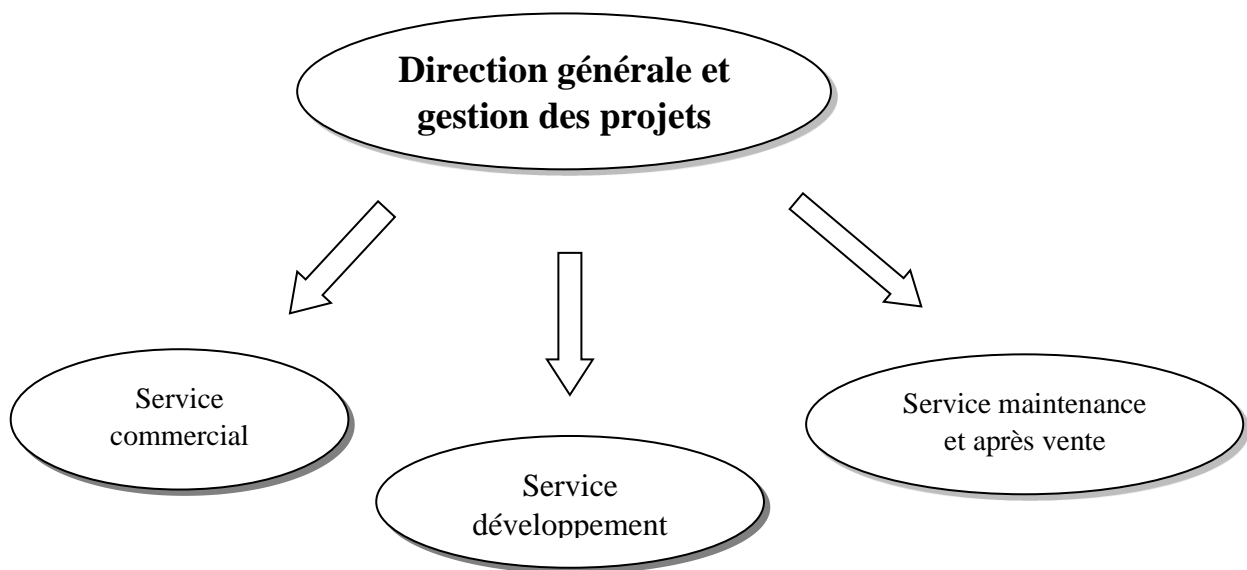 Direction générale et
gestion des projets
Service
commercial
Service maintenance
et après vente
Service
développement